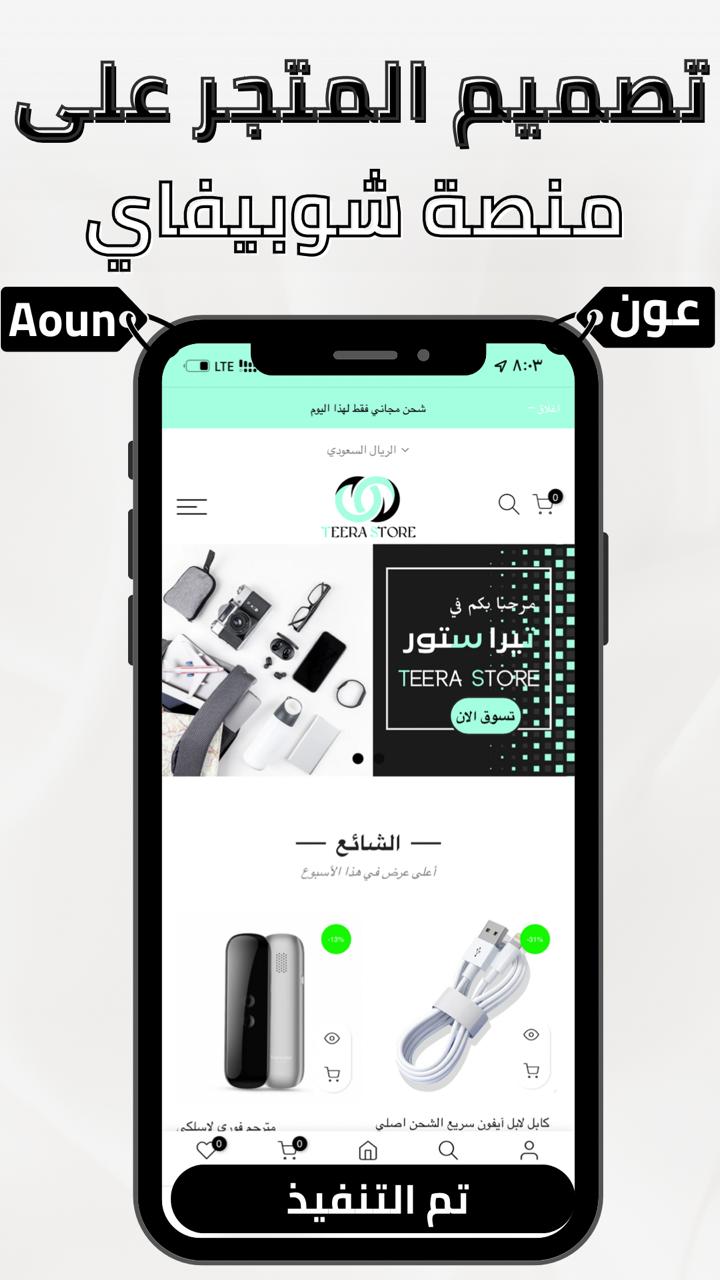 تصميم المتجر على
منصة شوبيفاي
Aoun
عون
LTE
٨:٠٣
شحن مجاني فقط لهذا اليوم
اغلاق
الريال السعودي
0
TEERA STORE
مرحبًا بكم في
تيرا ستور
TEERA STORE
تسوق الان
الشائع
أعلى عرض في هذا الأسبوع
-13%
-31%
مترجم فوري لاسلكي
كابل لابل أيفون سريع الشحن اصلي
0
0
تم التنفيذ